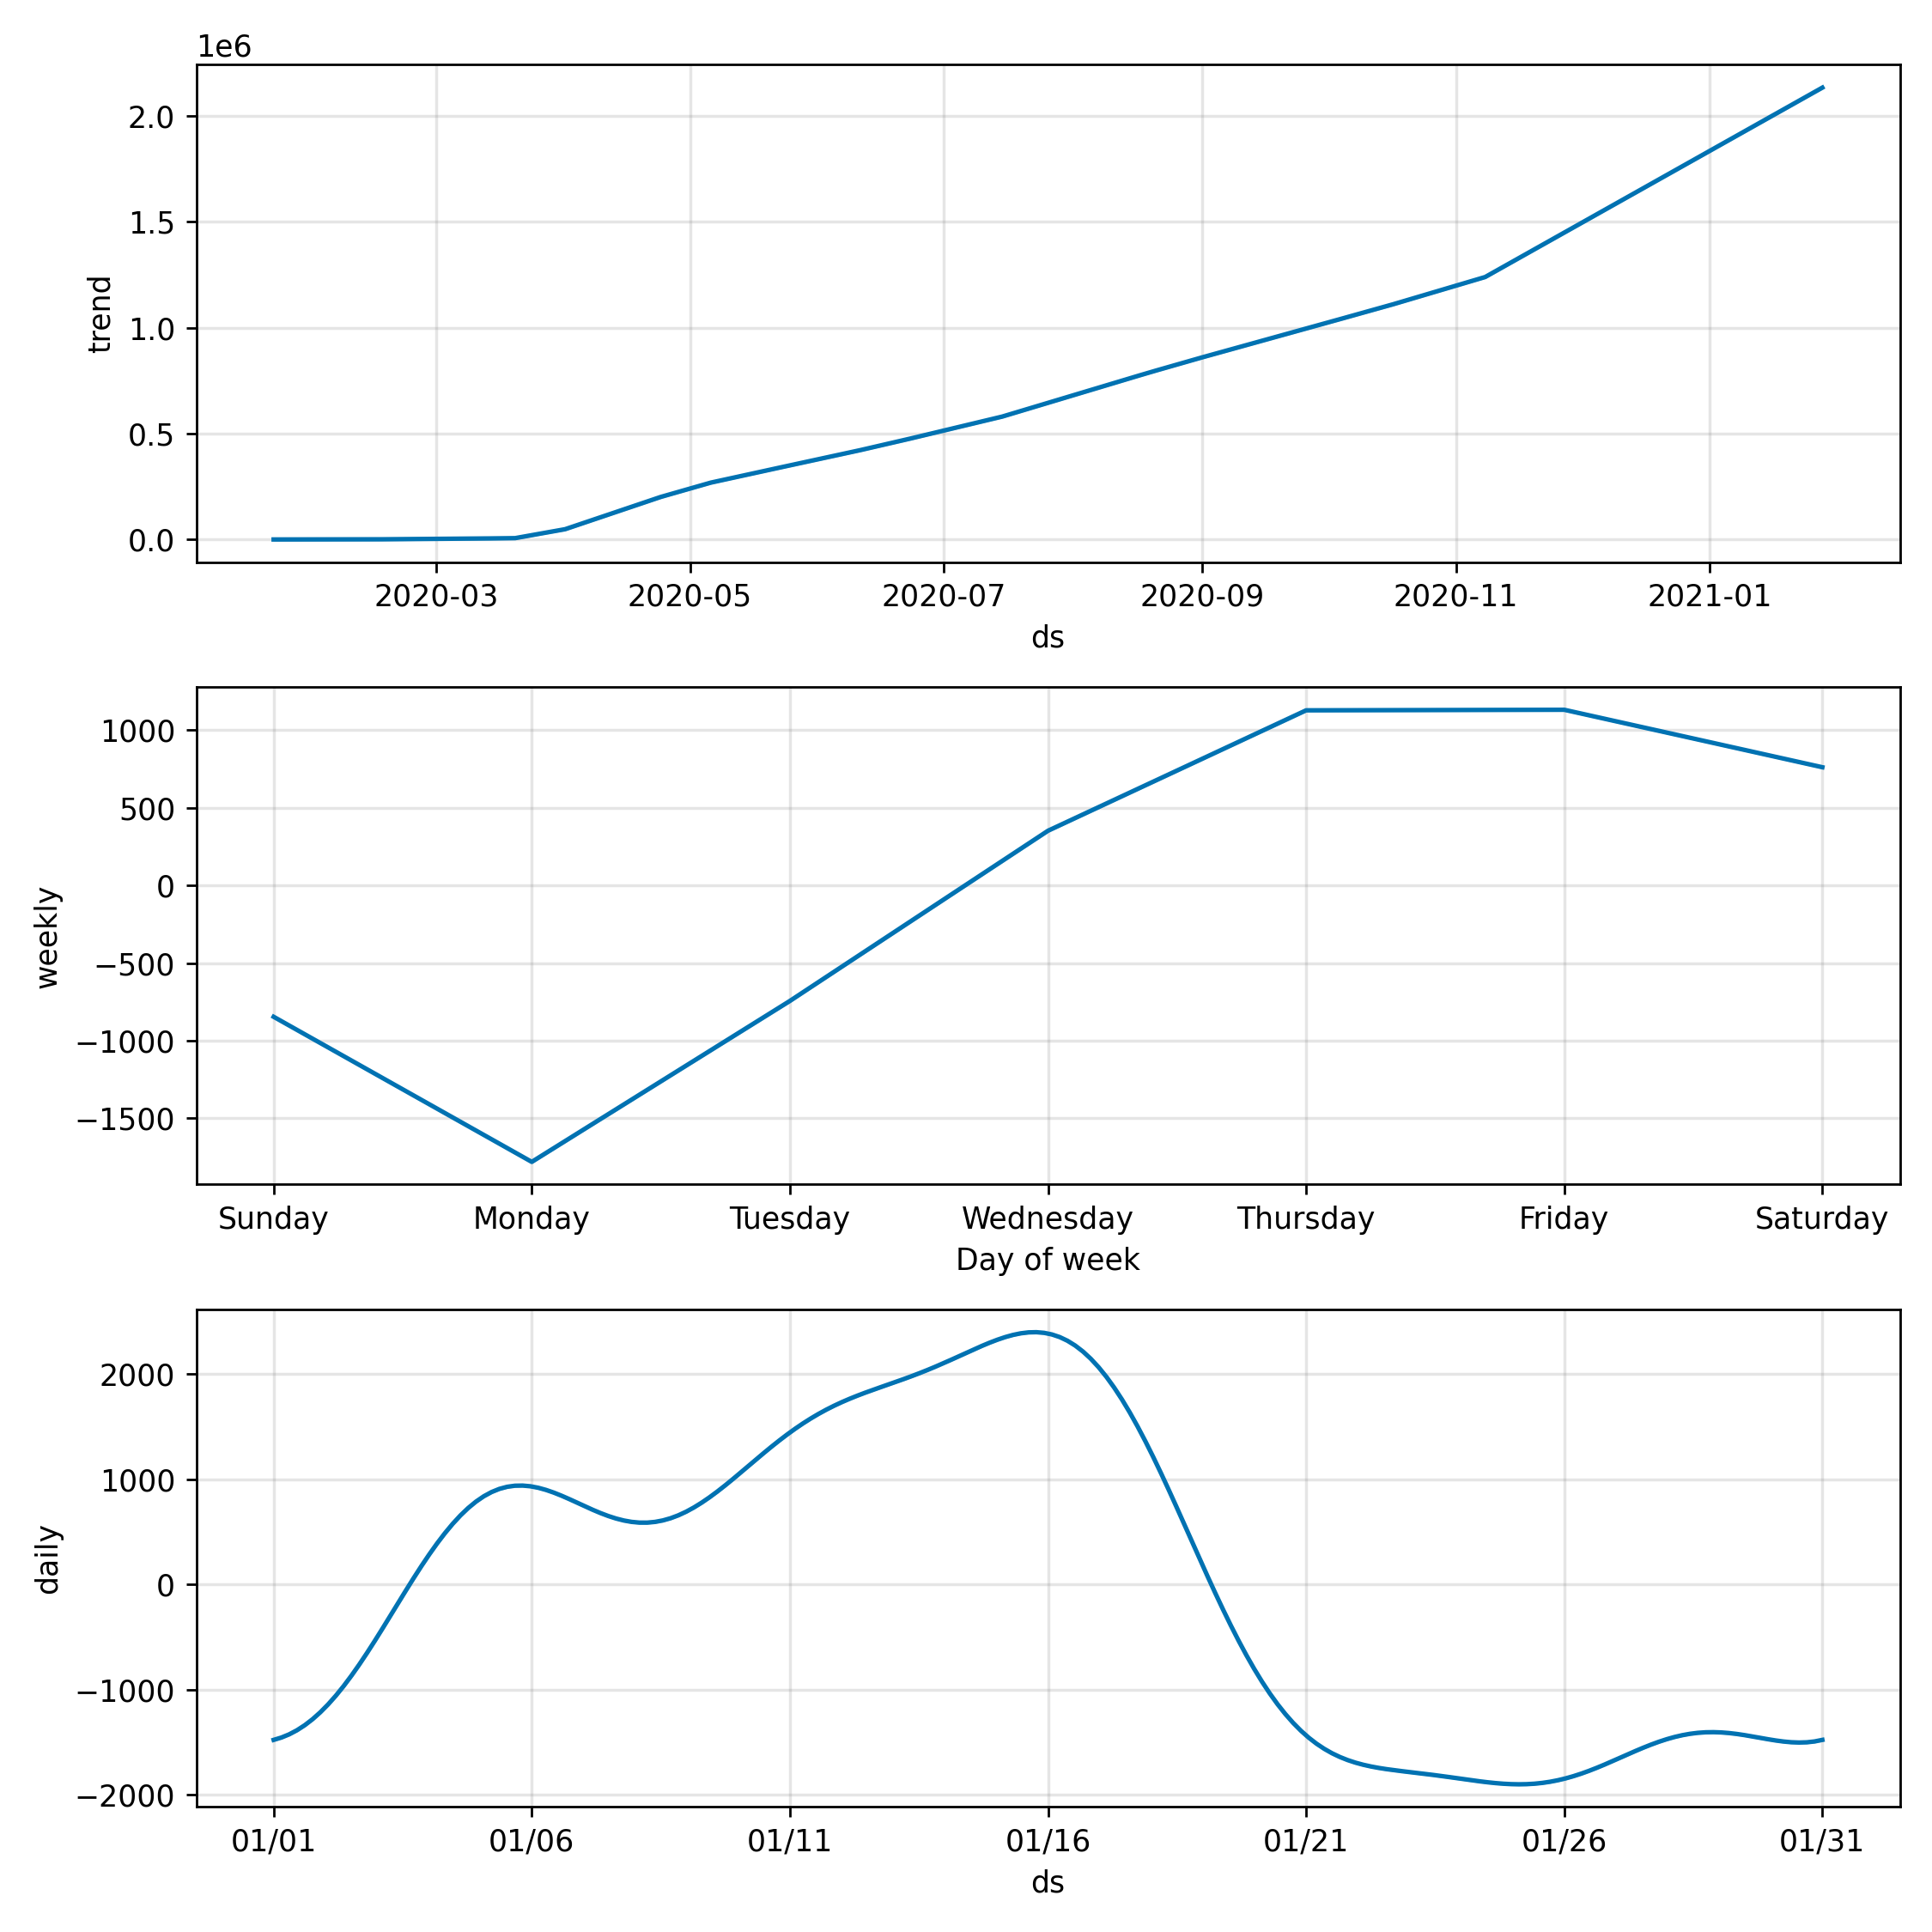 1e6
2.0
1.5
1.0
0.5
0.0
trend
2020-03 2020-05 2020-07 2020-09 2020-11 2021-01
ds
1000
500
0
−500
−1000
−1500
weekly
Sunday Monday Tuesday Wednesday Thursday Friday Saturday
Day of week
2000
1000
0
−1000
−2000
daily
01/01 01/06 01/11 01/16 01/21 01/26 01/31
ds